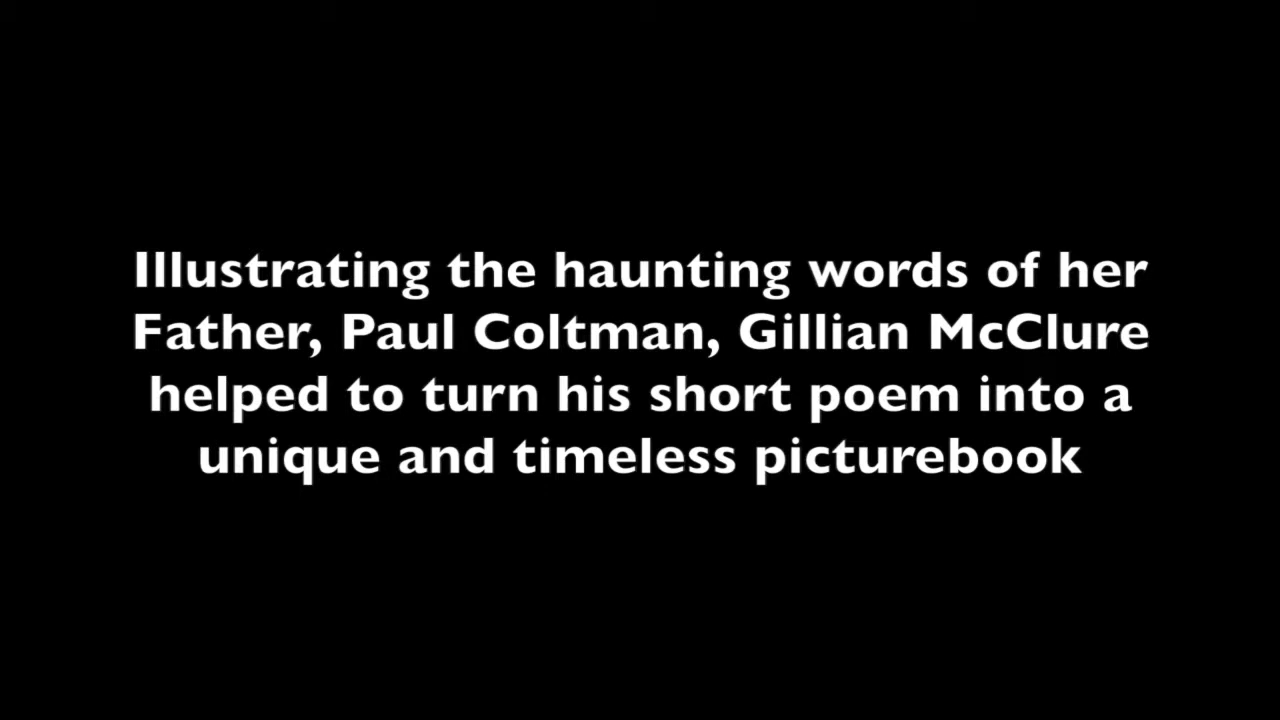 Illustrating the haunting words of her
Father, Paul Coltman, Gillian McClure
helped to turn his short poem into a
unique and timeless picturebook